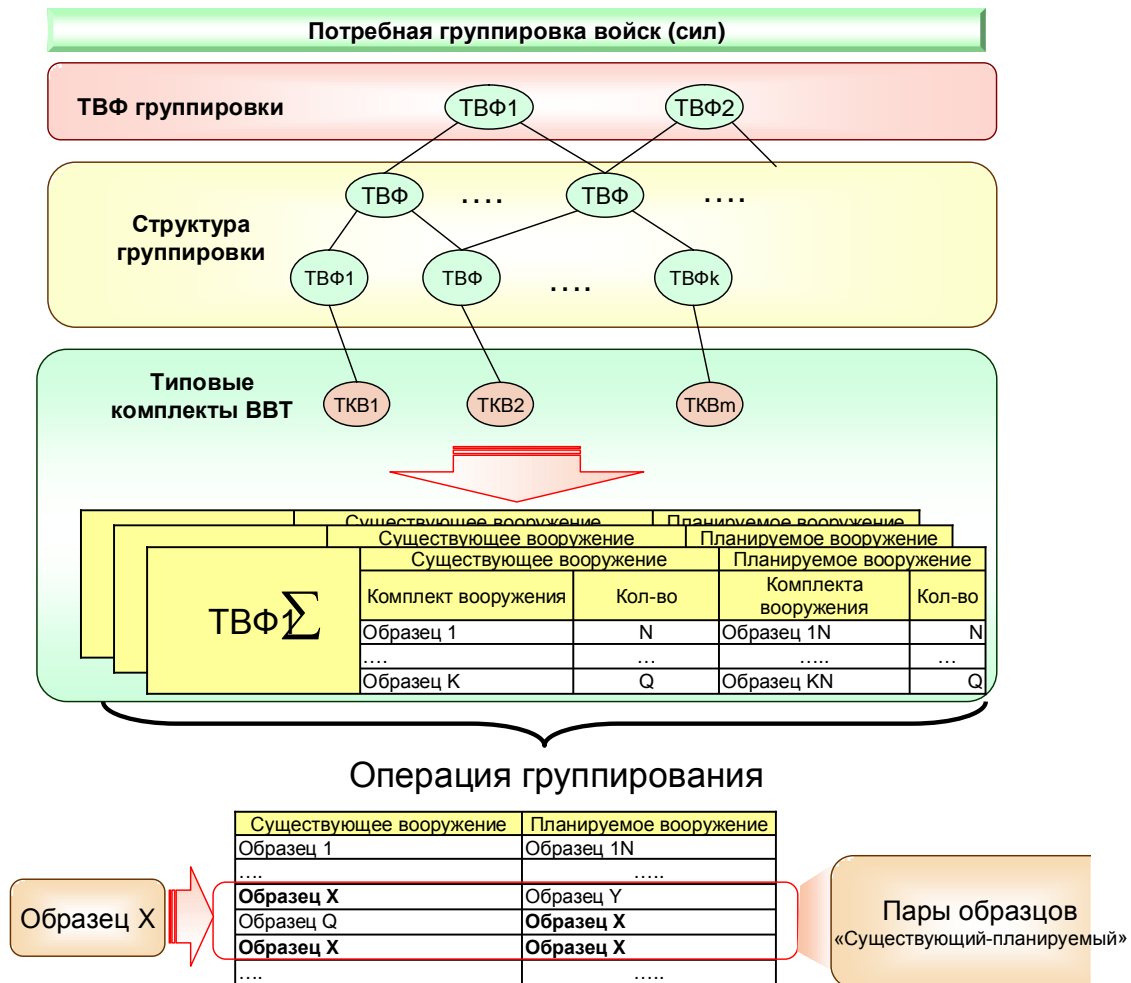 Потребная группировка войск (сил)
ТВФ группировки
ТВФ1
ТВФ2
Структура
группировки
ТВФ
....
ТВФ
....
ТВФ1
ТВФ
....
ТВФk
Типовые
комплекты ВВТ
ТКВ1
ТКВ2
ТКВm
Существующее вооружение
Планируемое вооружение
Существующее вооружение
Планируемое вооружение
ТВФ1∑
Существующее вооружение
Планируемое вооружение
Комплект вооружения
Кол-во
Комплекта
вооружения
Кол-во
Образец 1
N
Образец 1N
N
....
...
.....
...
Образец K
Q
Образец KN
Q
Операция группирования
Существующее вооружение
Планируемое вооружение
Образец 1
Образец 1N
....
.....
Образец X
Образец Y
Образец Q
Образец X
Образец X
Образец X
....
.....
Образец X
Пары образцов
«Существующий-планируемый»